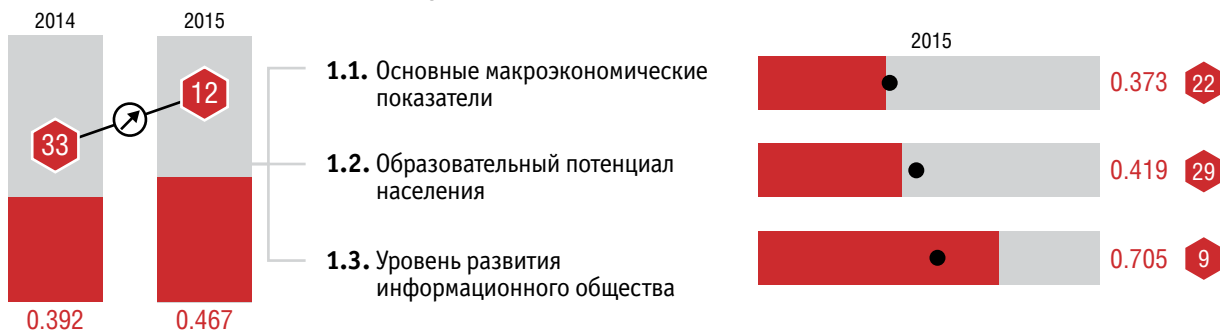 2014
2015
33
12
0.392
0.467
1.1. Основные макроэкономические
показатели
1.2. Образовательный потенциал
населения
1.3. Уровень развития
информационного общества
2015
0.373
22
0.419
29
0.705
9